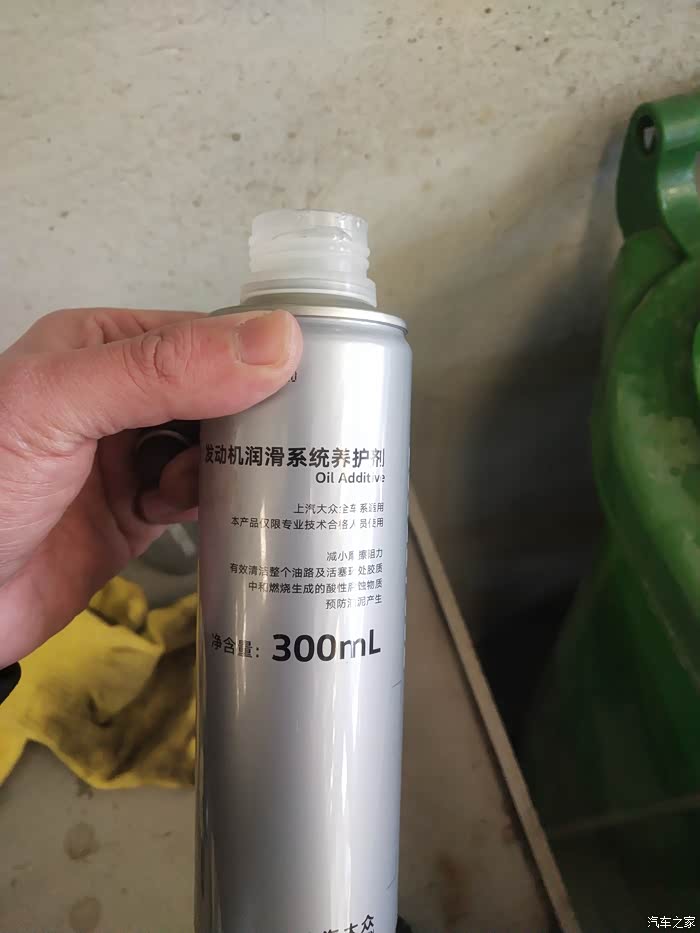 发动机润滑系统养护剂
Oil Additive
上汽大众全车系适用
本产品仅限专业技术合格人员使用
减小摩擦阻力
有效清洁整个油路及活塞环处胶质
中和燃烧生成的酸性腐蚀物质
预防油泥产生
净含量：300mL
汽大众
汽车之家